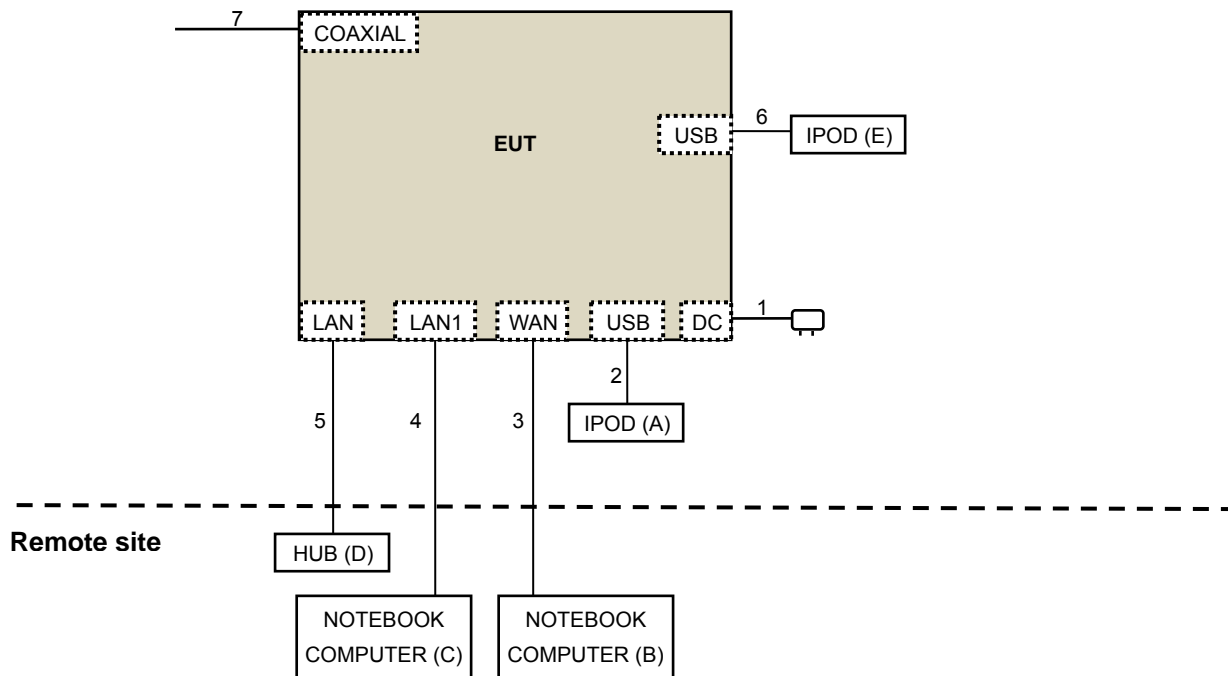 7
COAXIAL
EUT
USB
6
IPOD (E)
LAN
LAN1
WAN
USB
DC
1
2
5
4
3
IPOD (A)
Remote site
HUB (D)
NOTEBOOK
COMPUTER (C)
NOTEBOOK
COMPUTER (B)